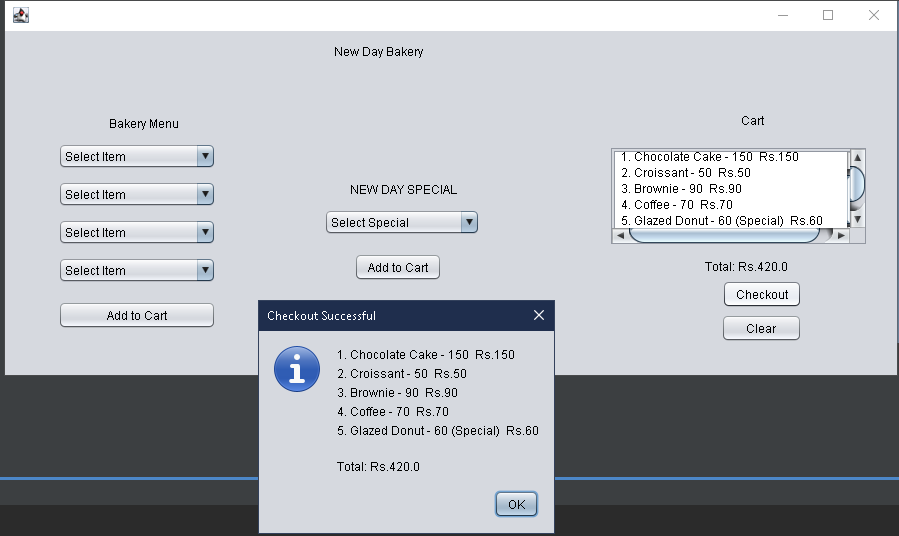 New Day Bakery
Bakery Menu
Select Item
Select Item
Select Item
Select Item
Add to Cart
NEW DAY SPECIAL
Select Special
Add to Cart
Cart
1. Chocolate Cake - 150  Rs.150
2. Croissant - 50  Rs.50
3. Brownie - 90  Rs.90
4. Coffee - 70  Rs.70
5. Glazed Donut - 60 (Special)  Rs.60
Total: Rs.420.0
Checkout
Clear
Checkout Successful
1. Chocolate Cake - 150  Rs.150
2. Croissant - 50  Rs.50
3. Brownie - 90  Rs.90
4. Coffee - 70  Rs.70
5. Glazed Donut - 60 (Special)  Rs.60
Total: Rs.420.0
OK